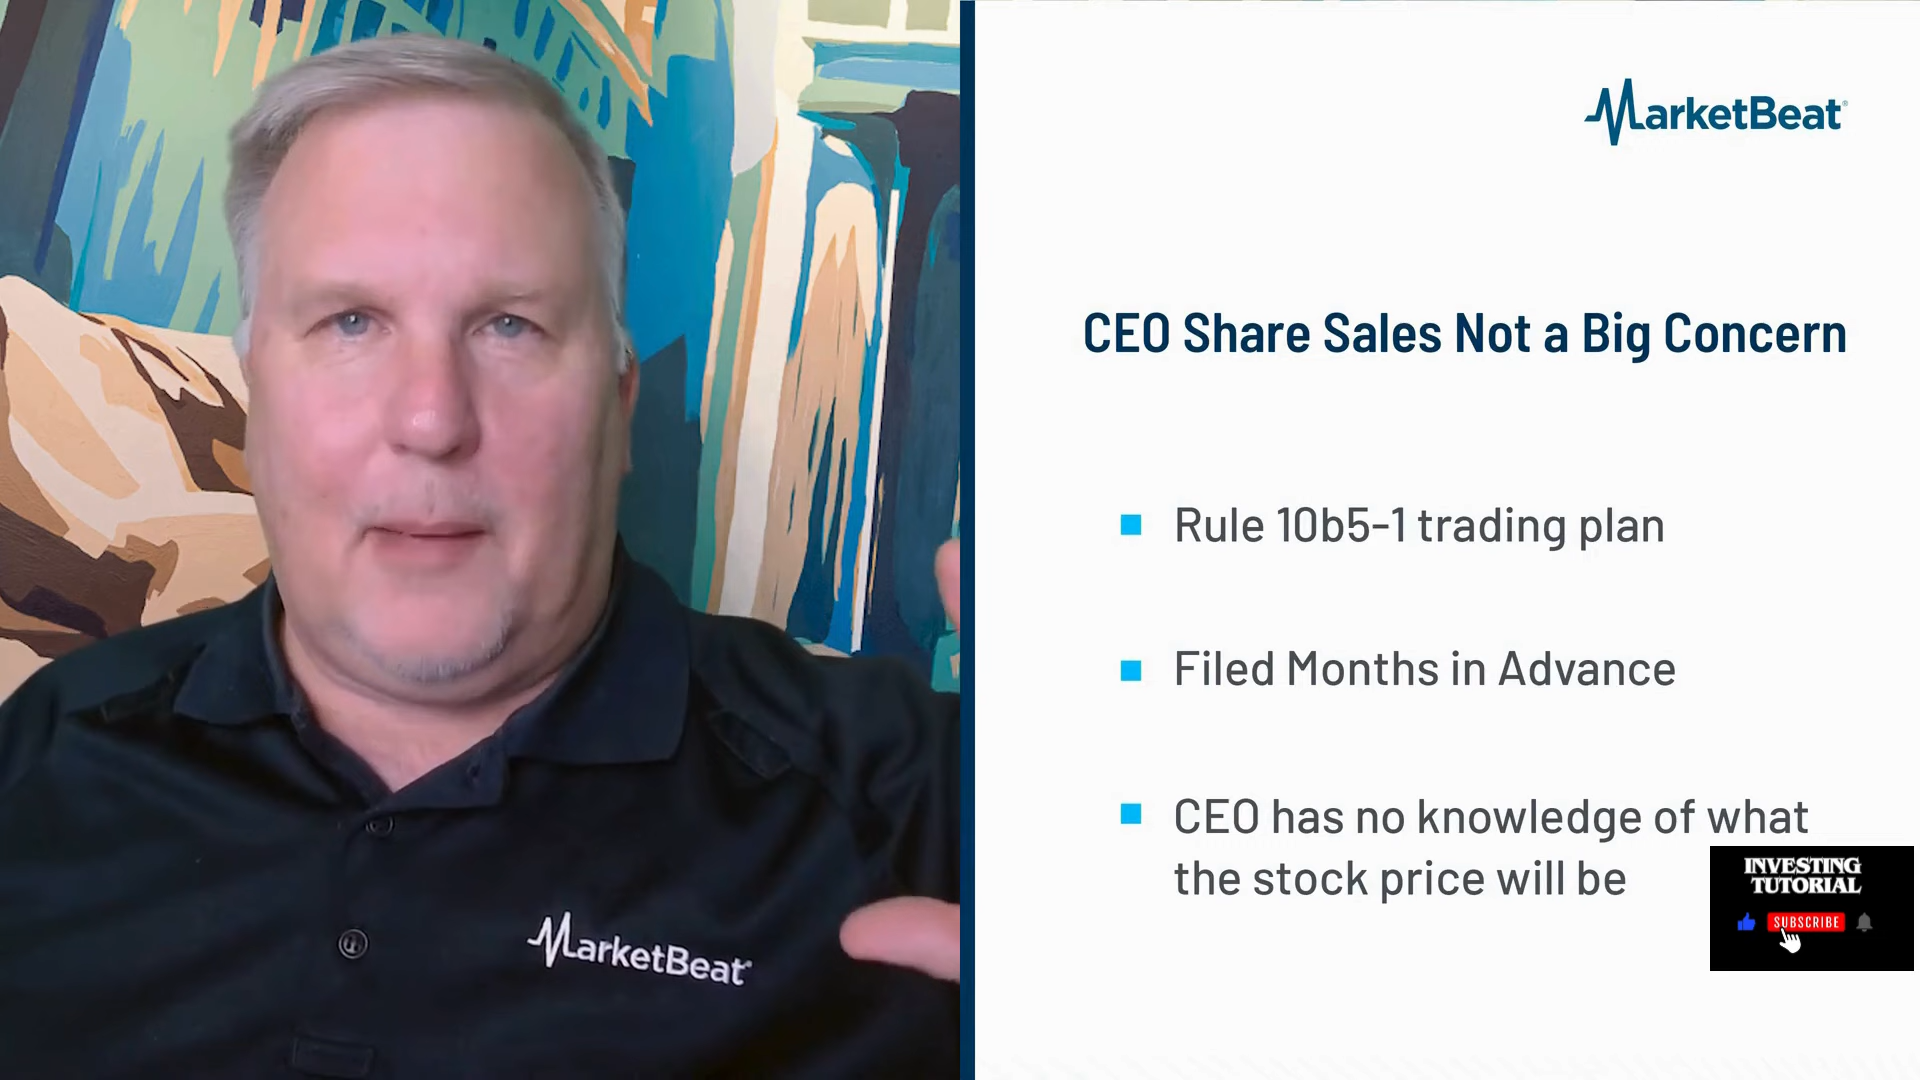 MarketBeat®
CEO Share Sales Not a Big Concern
Rule 10b5-1 trading plan
Filed Months in Advance
CEO has no knowledge of what
the stock price will be
INVESTING
TUTORIAL
SUBSCRIBE
MarketBeat®